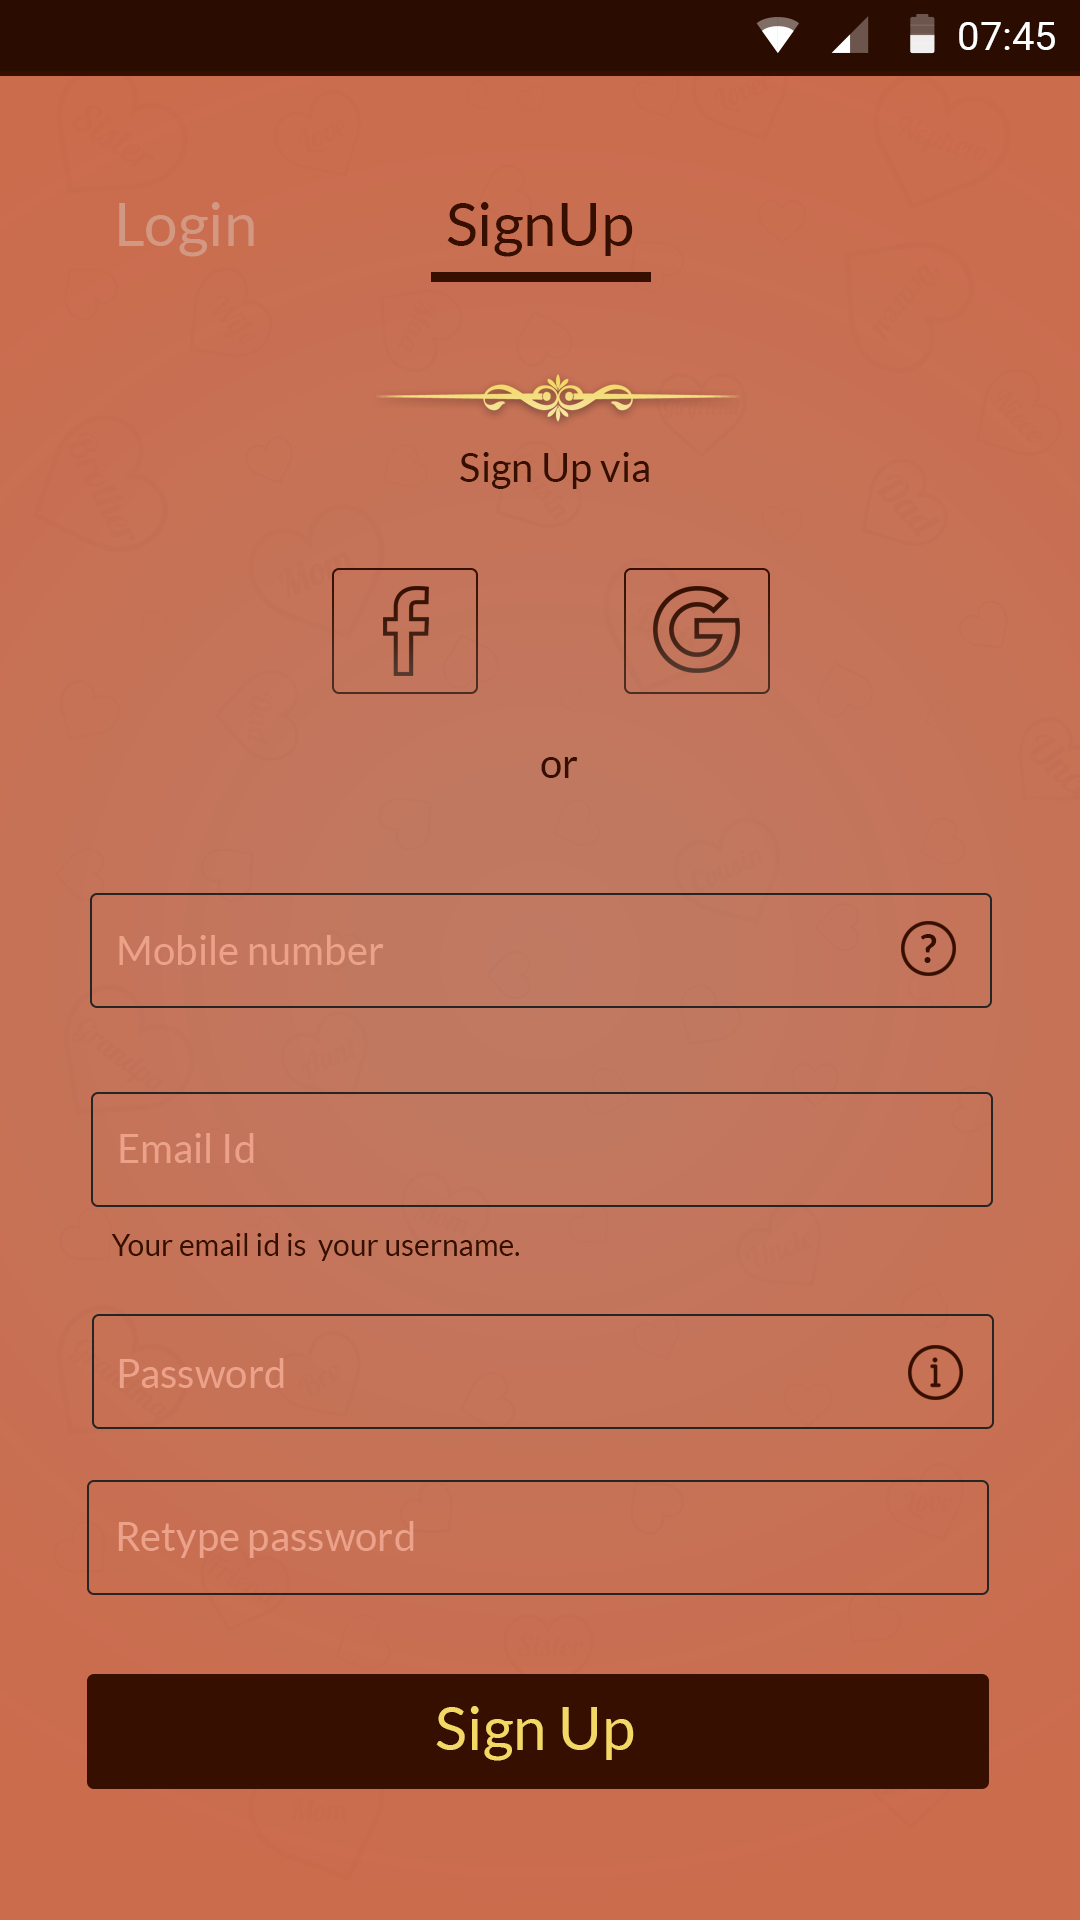 07:45
Login SignUp
Sign Up via
or
Mobile number ?
Email Id
Your email id is  your username.
Password i
Retype password
Sign Up